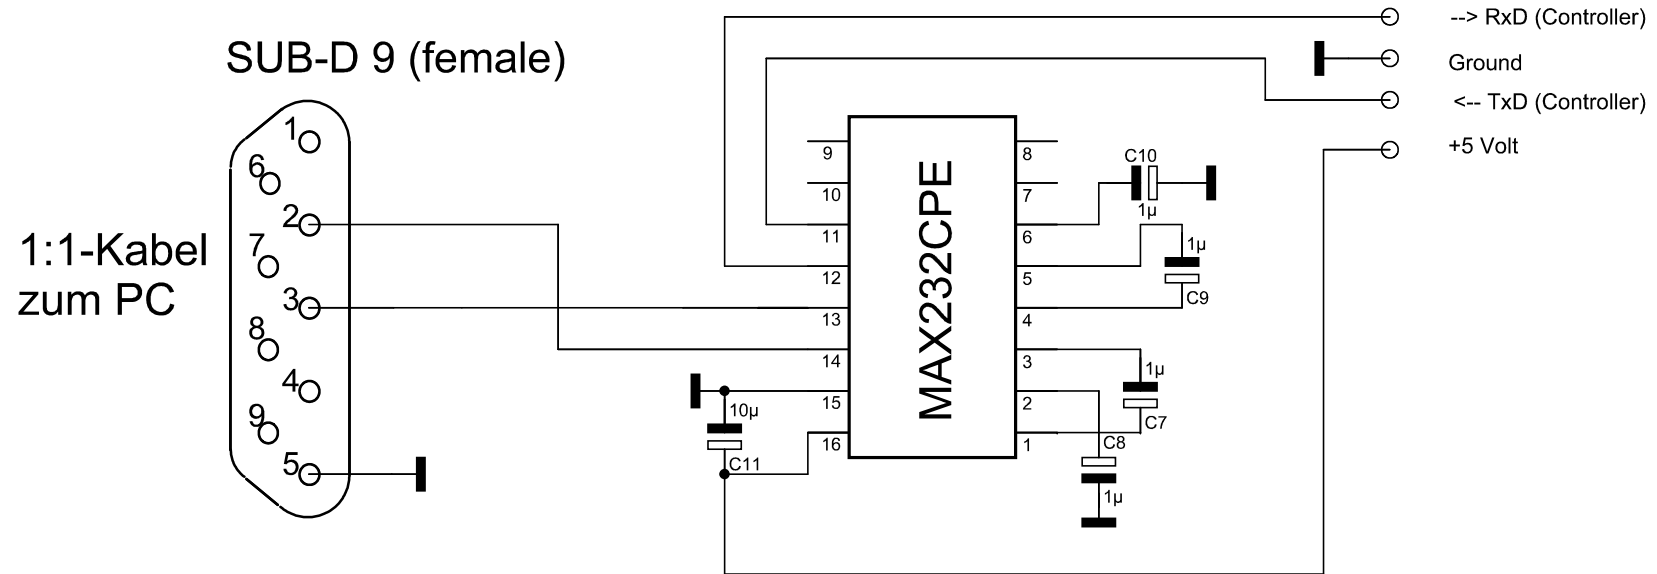 --> RxD (Controller)
Ground
<-- TxD (Controller)
+5 Volt
SUB-D 9 (female)
1:1-Kabel
zum PC
1
6
2
7
3
8
4
9
5
MAX232CPE
9
10
11
12
13
14
15
16
8
7
6
5
4
3
2
1
C10
1µ
1µ
C9
1µ
C7
C8
1µ
10µ
C11